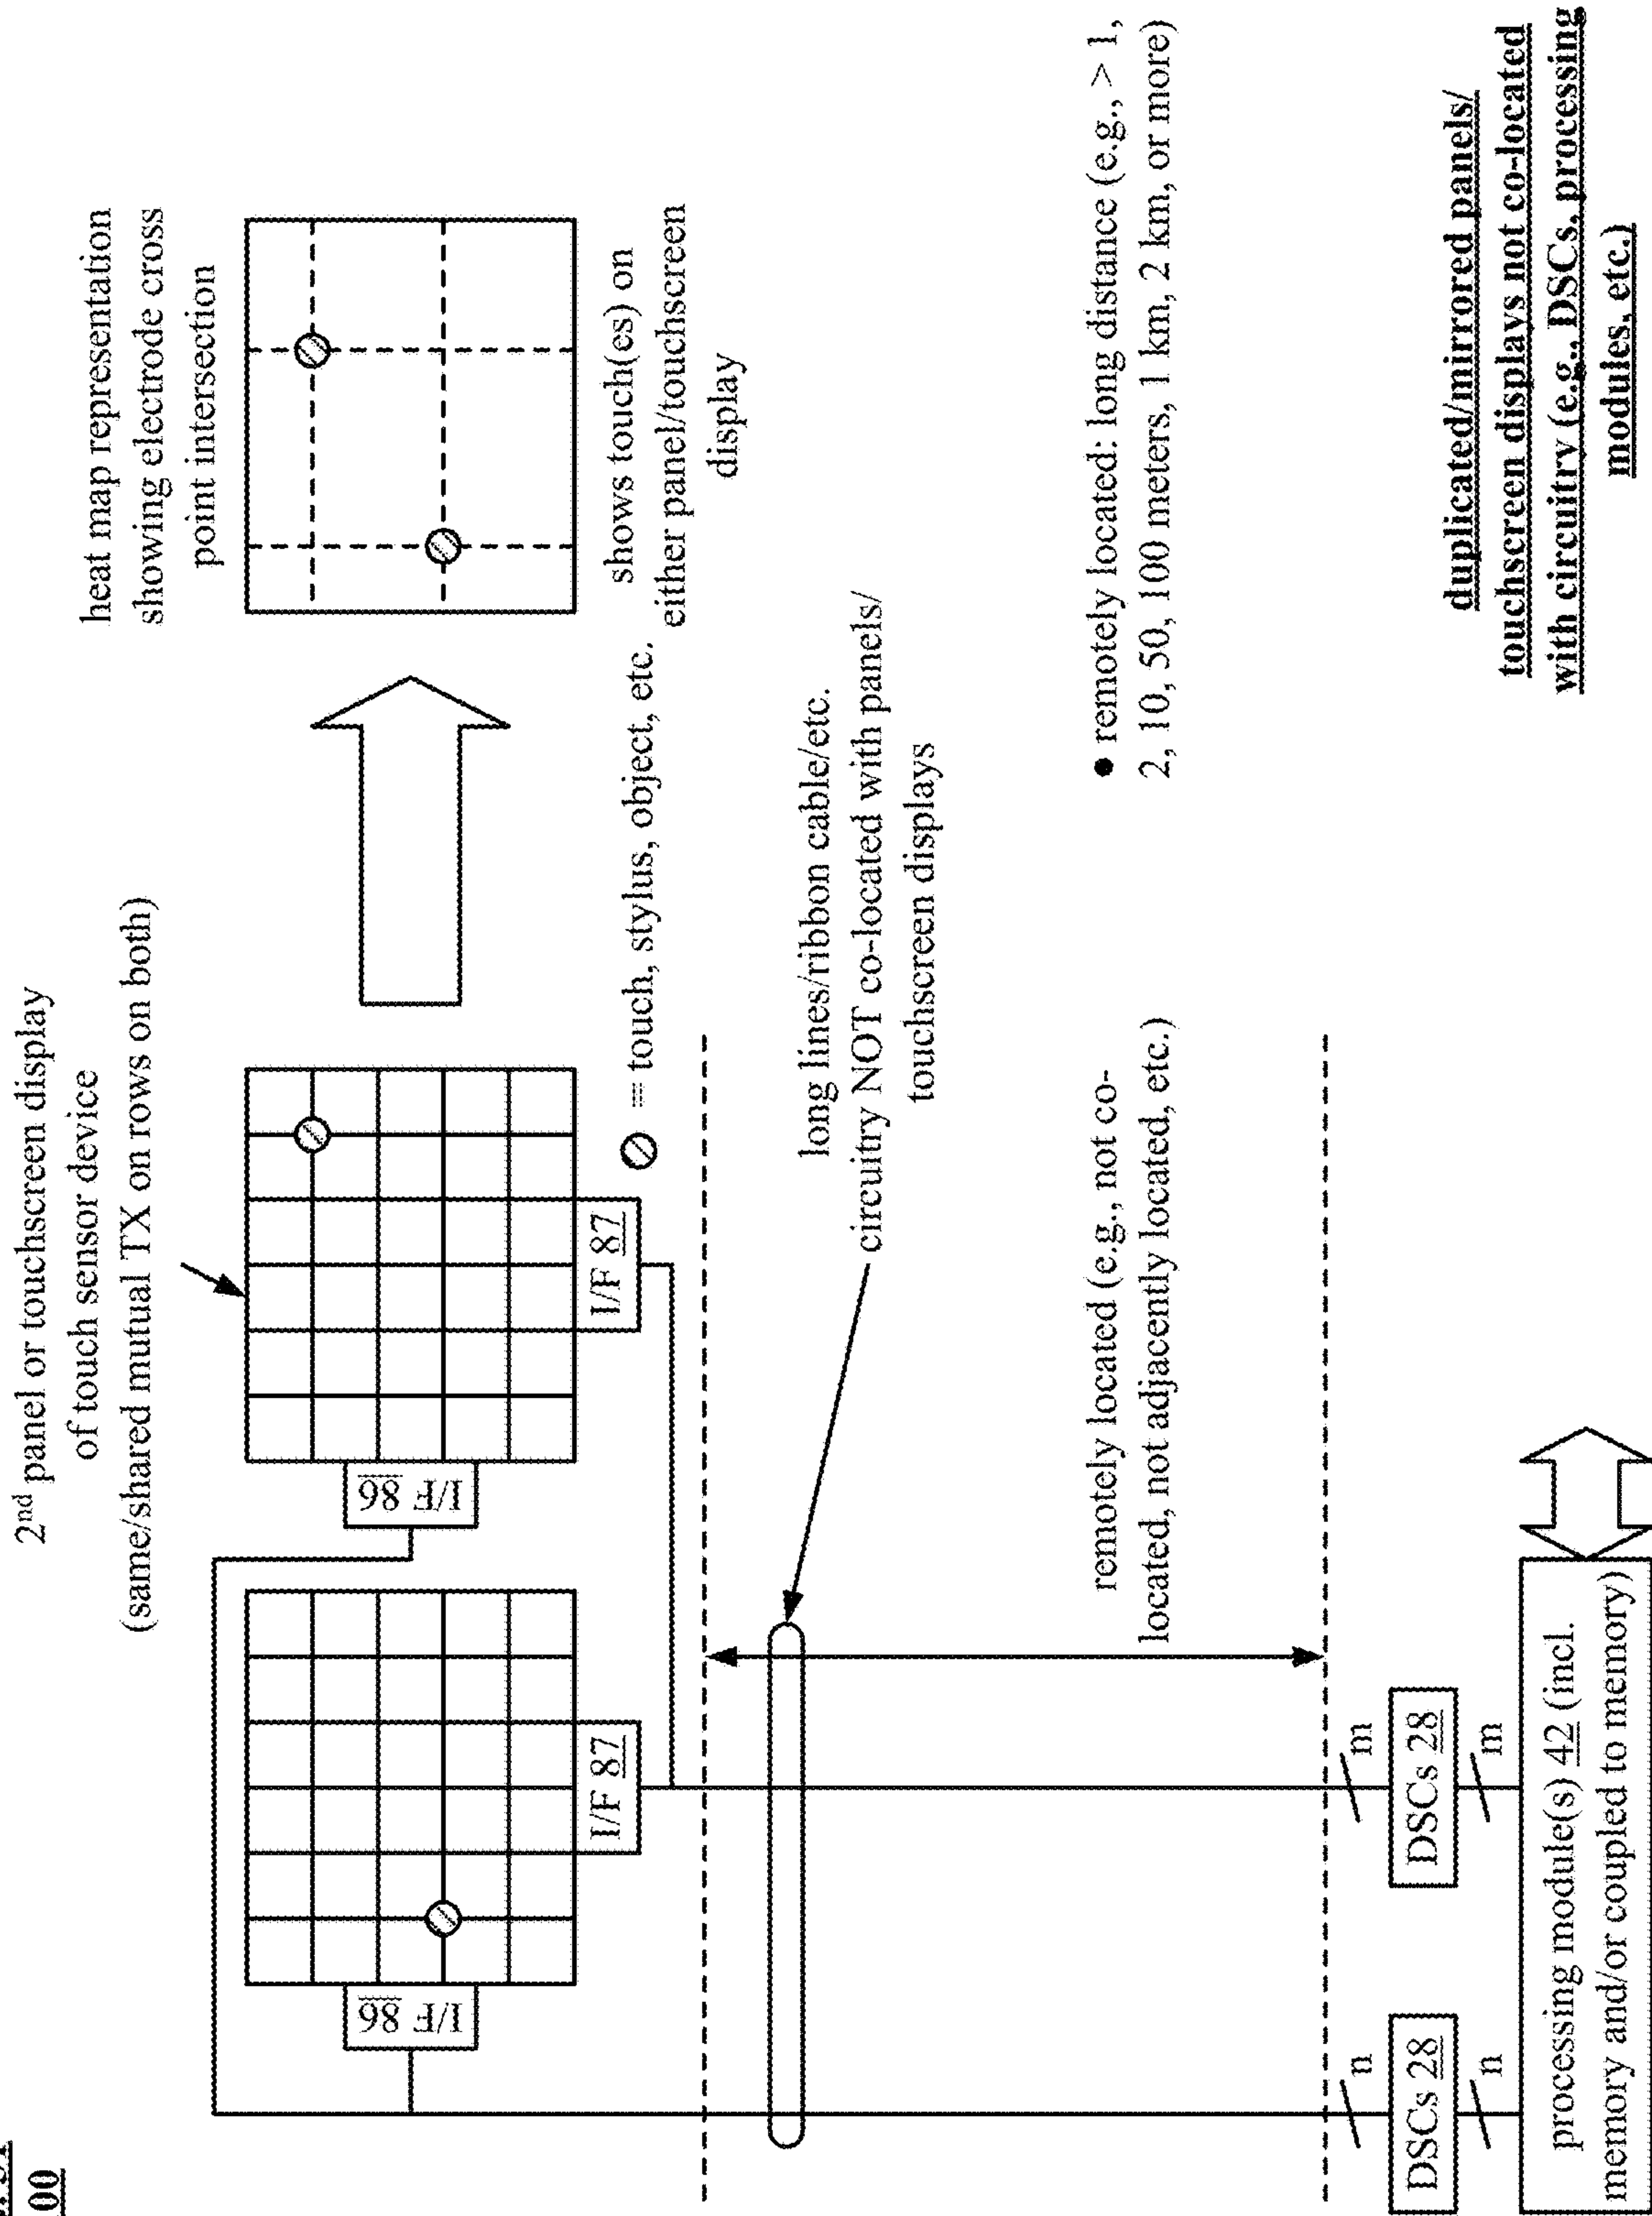 00
2nd panel or touchscreen display
of touch sensor device
(same/shared mutual TX on rows on both)
heat map representation
showing electrode cross
point intersection
I/F 86
I/F 86
I/F 87
I/F 87
= touch, stylus, object, etc.
shows touch(es) on
either panel/touchscreen
display
long lines/ribbon cable/etc.
circuitry NOT co-located with panels/
touchscreen displays
remotely located (e.g., not co-
located, not adjacently located, etc.)
● remotely located: long distance (e.g., > 1,
2, 10, 50, 100 meters, 1 km, 2 km, or more)
n
m
DSCs 28
DSCs 28
n
m
processing module(s) 42 (incl.
memory and/or coupled to memory)
duplicated/mirrored panels/
touchscreen displays not co-located
with circuitry (e.g., DSCs, processing
modules, etc.)